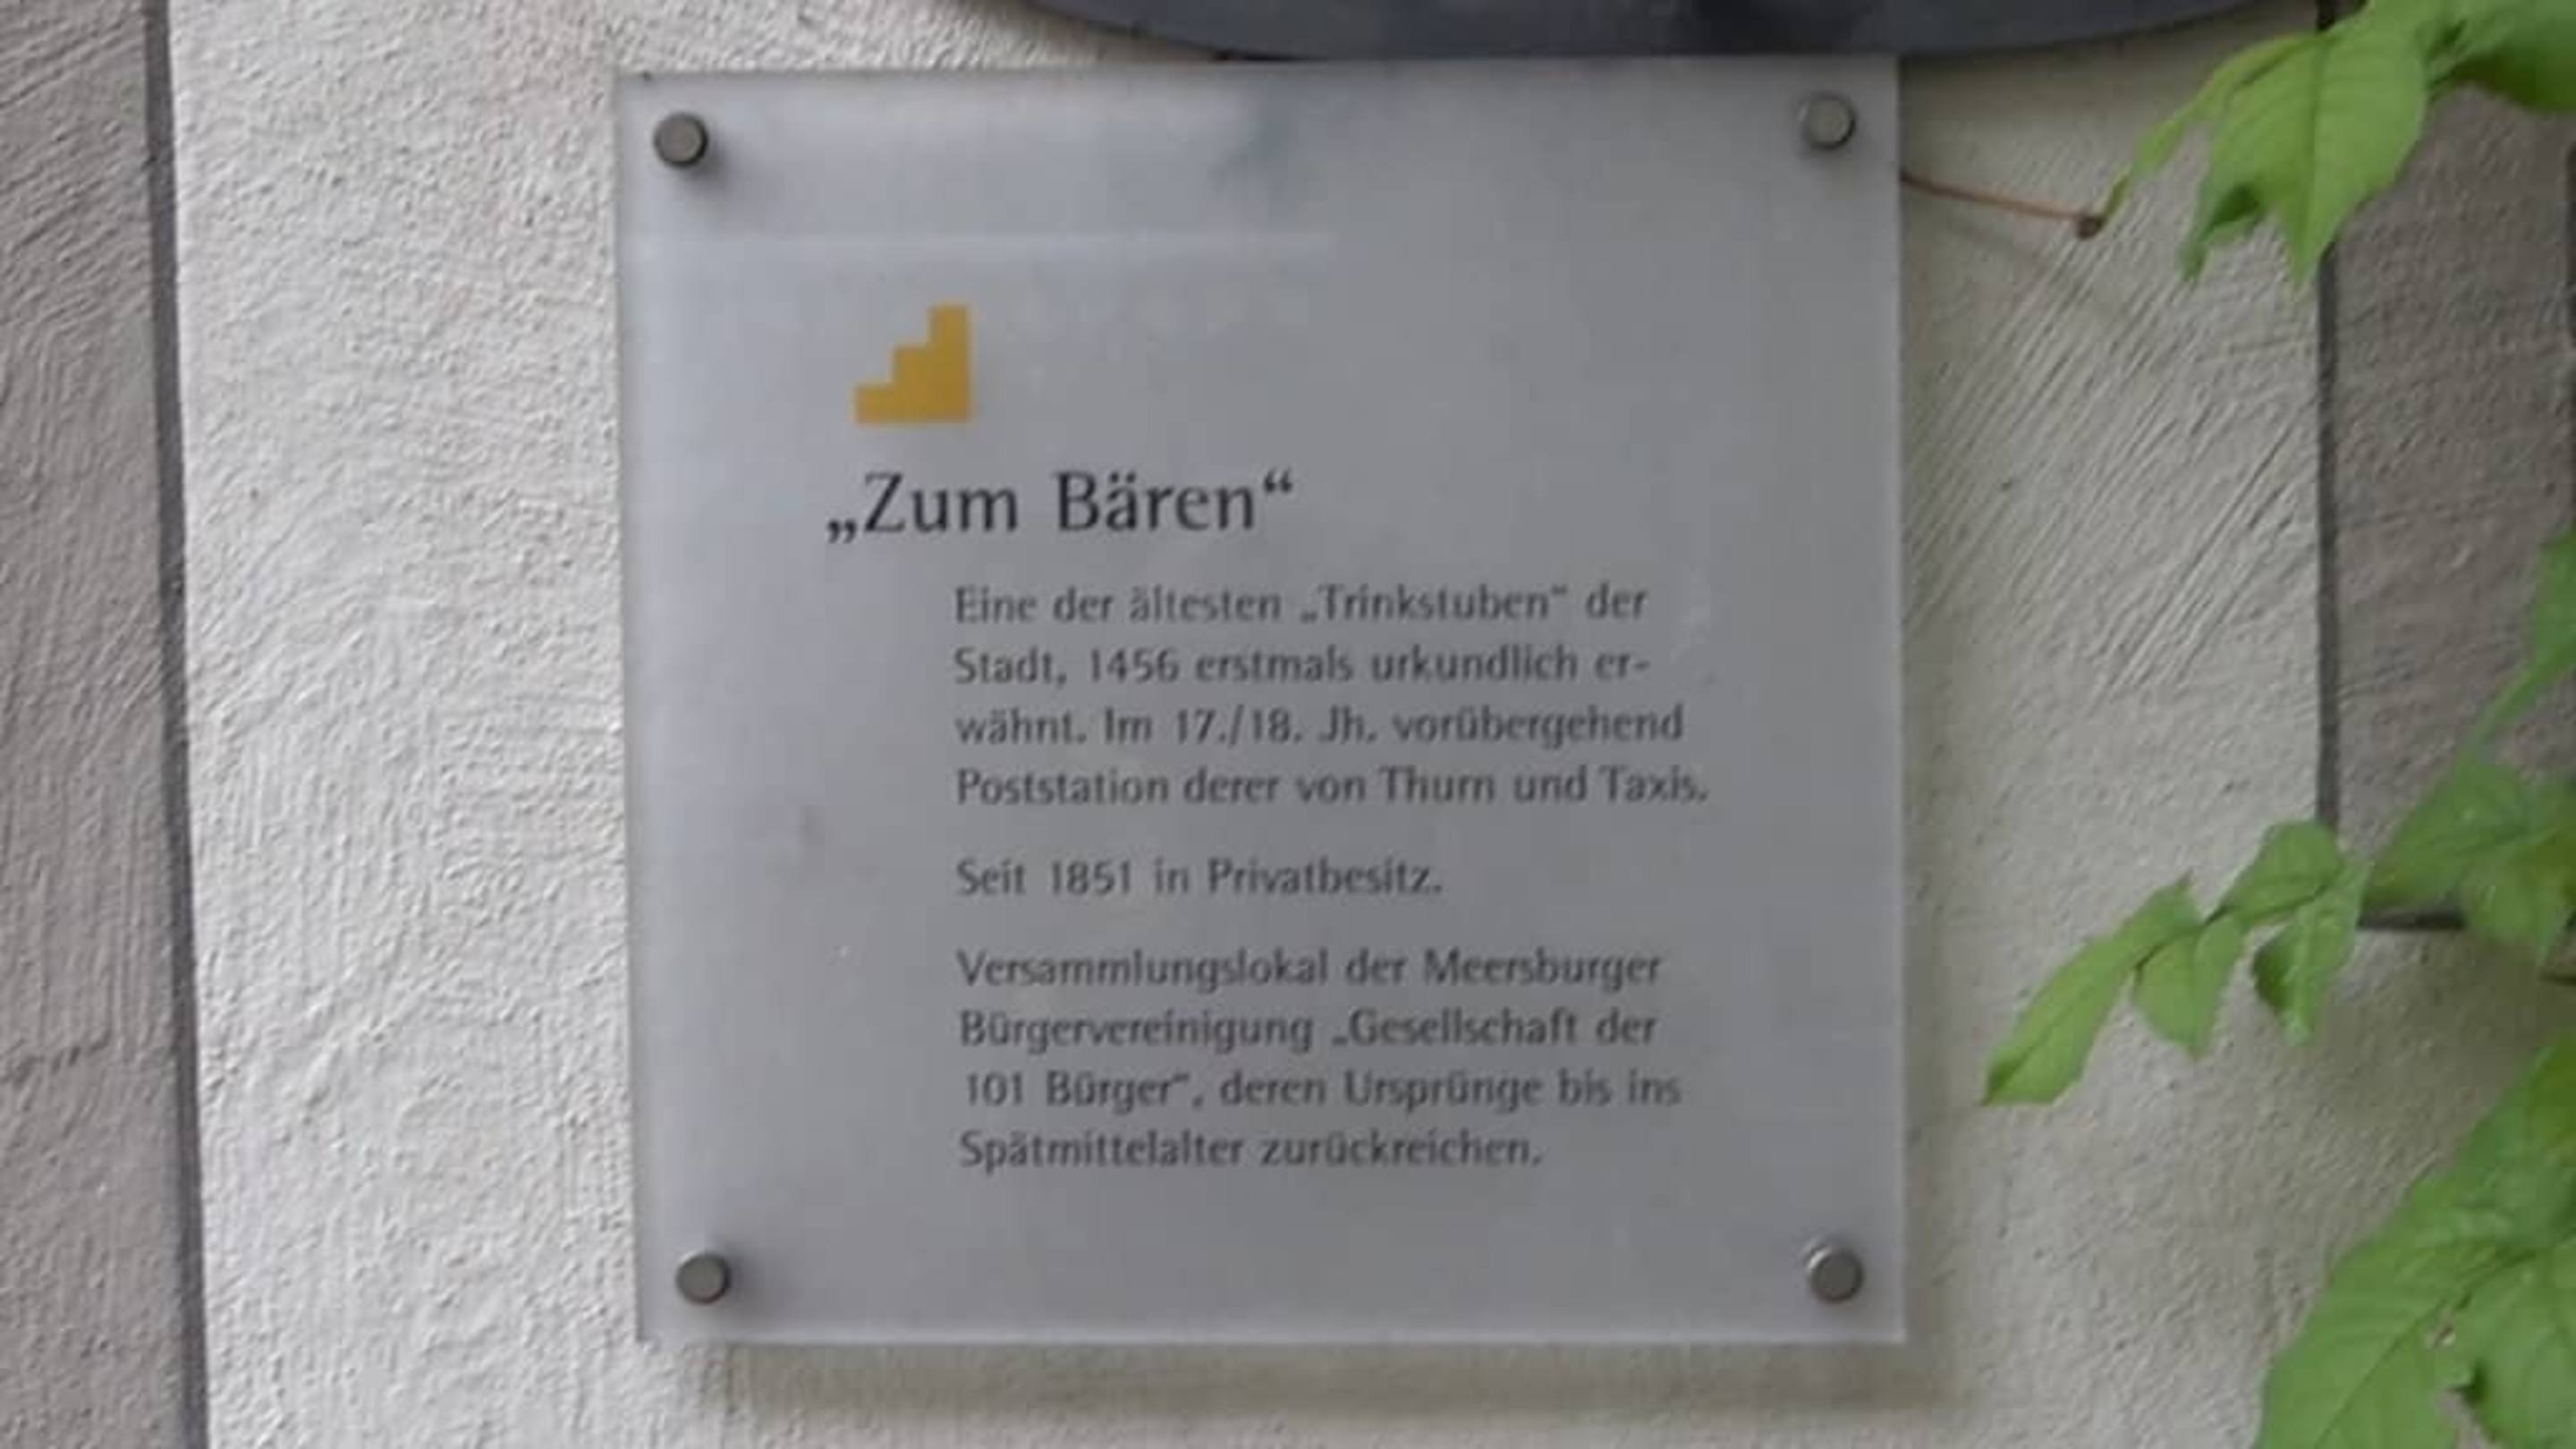 „Zum Bären“
Eine der ältesten „Trinkstuben“ der
Stadt, 1456 erstmals urkundlich er-
wähnt. Im 17./18. Jh. vorübergehend
Poststation derer von Thurn und Taxis.
Seit 1851 in Privatbesitz.
Versammlungslokal der Meersburger
Bürgervereinigung „Gesellschaft der
101 Bürger“, deren Ursprünge bis ins
Spätmittelalter zurückreichen.